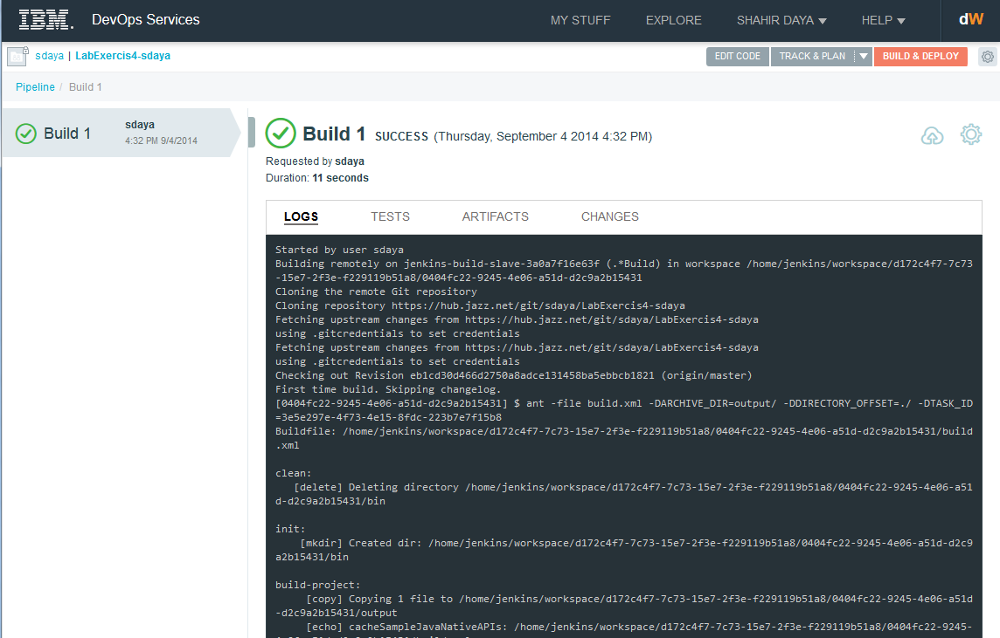 IBM. DevOps Services MY STUFF EXPLORE SHAHIR DAYA HELP dW
sdaya | LabExercis4-sdaya EDIT CODE TRACK & PLAN BUILD & DEPLOY
Pipeline / Build 1
Build 1 sdaya
4:32 PM 9/4/2014
Build 1 SUCCESS (Thursday, September 4 2014 4:32 PM)
Requested by sdaya
Duration: 11 seconds
LOGS TESTS ARTIFACTS CHANGES
Started by user sdaya
Building remotely on jenkins-build-slave-3a0a7f16e63f (.*Build) in workspace /home/jenkins/workspace/d172c4f7-7c73
-15e7-2f3e-f229119b51a8/0404fc22-9245-4e06-a51d-d2c9a2b15431
Cloning the remote Git repository
Cloning repository https://hub.jazz.net/git/sdaya/LabExercis4-sdaya
Fetching upstream changes from https://hub.jazz.net/git/sdaya/LabExercis4-sdaya
using .gitcredentials to set credentials
Fetching upstream changes from https://hub.jazz.net/git/sdaya/LabExercis4-sdaya
using .gitcredentials to set credentials
Checking out Revision eb1cd30d466d2750a8adce131458ba5ebbcb1821 (origin/master)
First time build. Skipping changelog.
[0404fc22-9245-4e06-a51d-d2c9a2b15431] $ ant -file build.xml -DARCHIVE_DIR=output/ -DDIRECTORY_OFFSET=./ -DTASK_ID
=3e5e297e-4f73-4e15-8fdc-223b7e7f15b8
Buildfile: /home/jenkins/workspace/d172c4f7-7c73-15e7-2f3e-f229119b51a8/0404fc22-9245-4e06-a51d-d2c9a2b15431/build
.xml
clean:
[delete] Deleting directory /home/jenkins/workspace/d172c4f7-7c73-15e7-2f3e-f229119b51a8/0404fc22-9245-4e06-a51
d-d2c9a2b15431/bin
init:
[mkdir] Created dir: /home/jenkins/workspace/d172c4f7-7c73-15e7-2f3e-f229119b51a8/0404fc22-9245-4e06-a51d-d2c9
a2b15431/bin
build-project:
[copy] Copying 1 file to /home/jenkins/workspace/d172c4f7-7c73-15e7-2f3e-f229119b51a8/0404fc22-9245-4e06-a51d
-d2c9a2b15431/output
[echo] cacheSampleJavaNativeAPIs: /home/jenkins/workspace/d172c4f7-7c73-15e7-2f3e-f229119b51a8/0404fc22-9245-